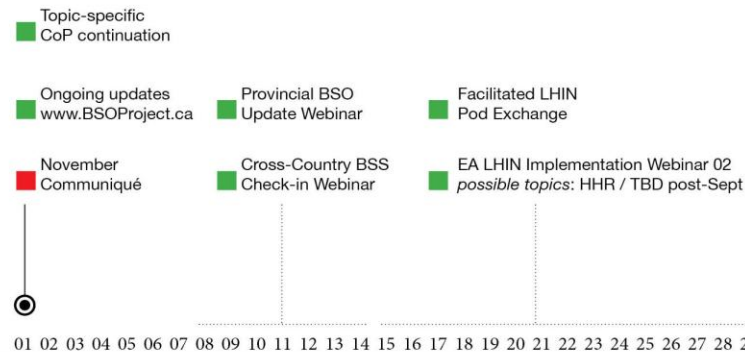 Topic-specific
CoP continuation
Ongoing updates
www.BSOProject.ca
Provincial BSO
Update Webinar
Facilitated LHIN
Pod Exchange
November
Communiqué
Cross-Country BSS
Check-in Webinar
EA LHIN Implementation Webinar 02
possible topics: HHR / TBD post-Sept
01 02 03 04 05 06 07 08 09 10 11 12 13 14 15 16 17 18 19 20 21 22 23 24 25 26 27 28